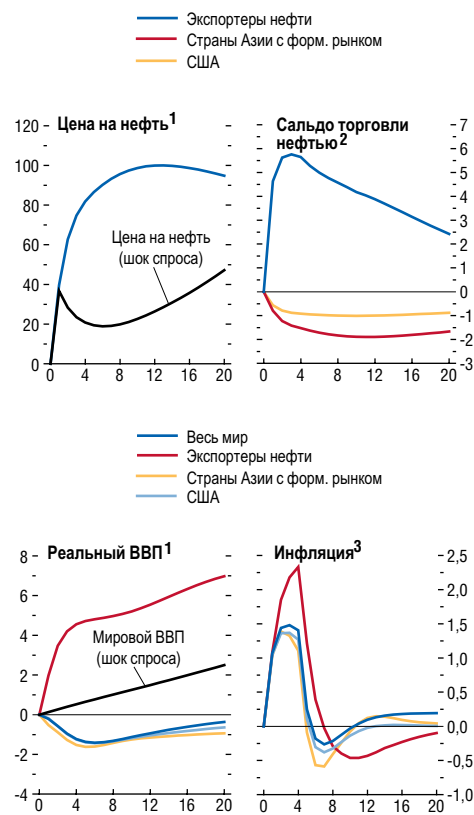 Экспортеры нефти
Страны Азии с форм. рынком
США
Цена на нефть1
120
100
80
60
40
20
0
Цена на нефть
(шок спроса)
0 4 8 12 16 20
Сальдо торговли
нефтью2
7
6
5
4
3
2
1
0
-1
-2
-3
0 4 8 12 16 20
Весь мир
Экспортеры нефти
Страны Азии с форм. рынком
США
Реальный ВВП1
8
6
4
2
0
-2
-4
Мировой ВВП
(шок спроса)
0 4 8 12 16 20
Инфляция3
2,5
2,0
1,5
1,0
0,5
0,0
-0,5
-1,0
0 4 8 12 16 20